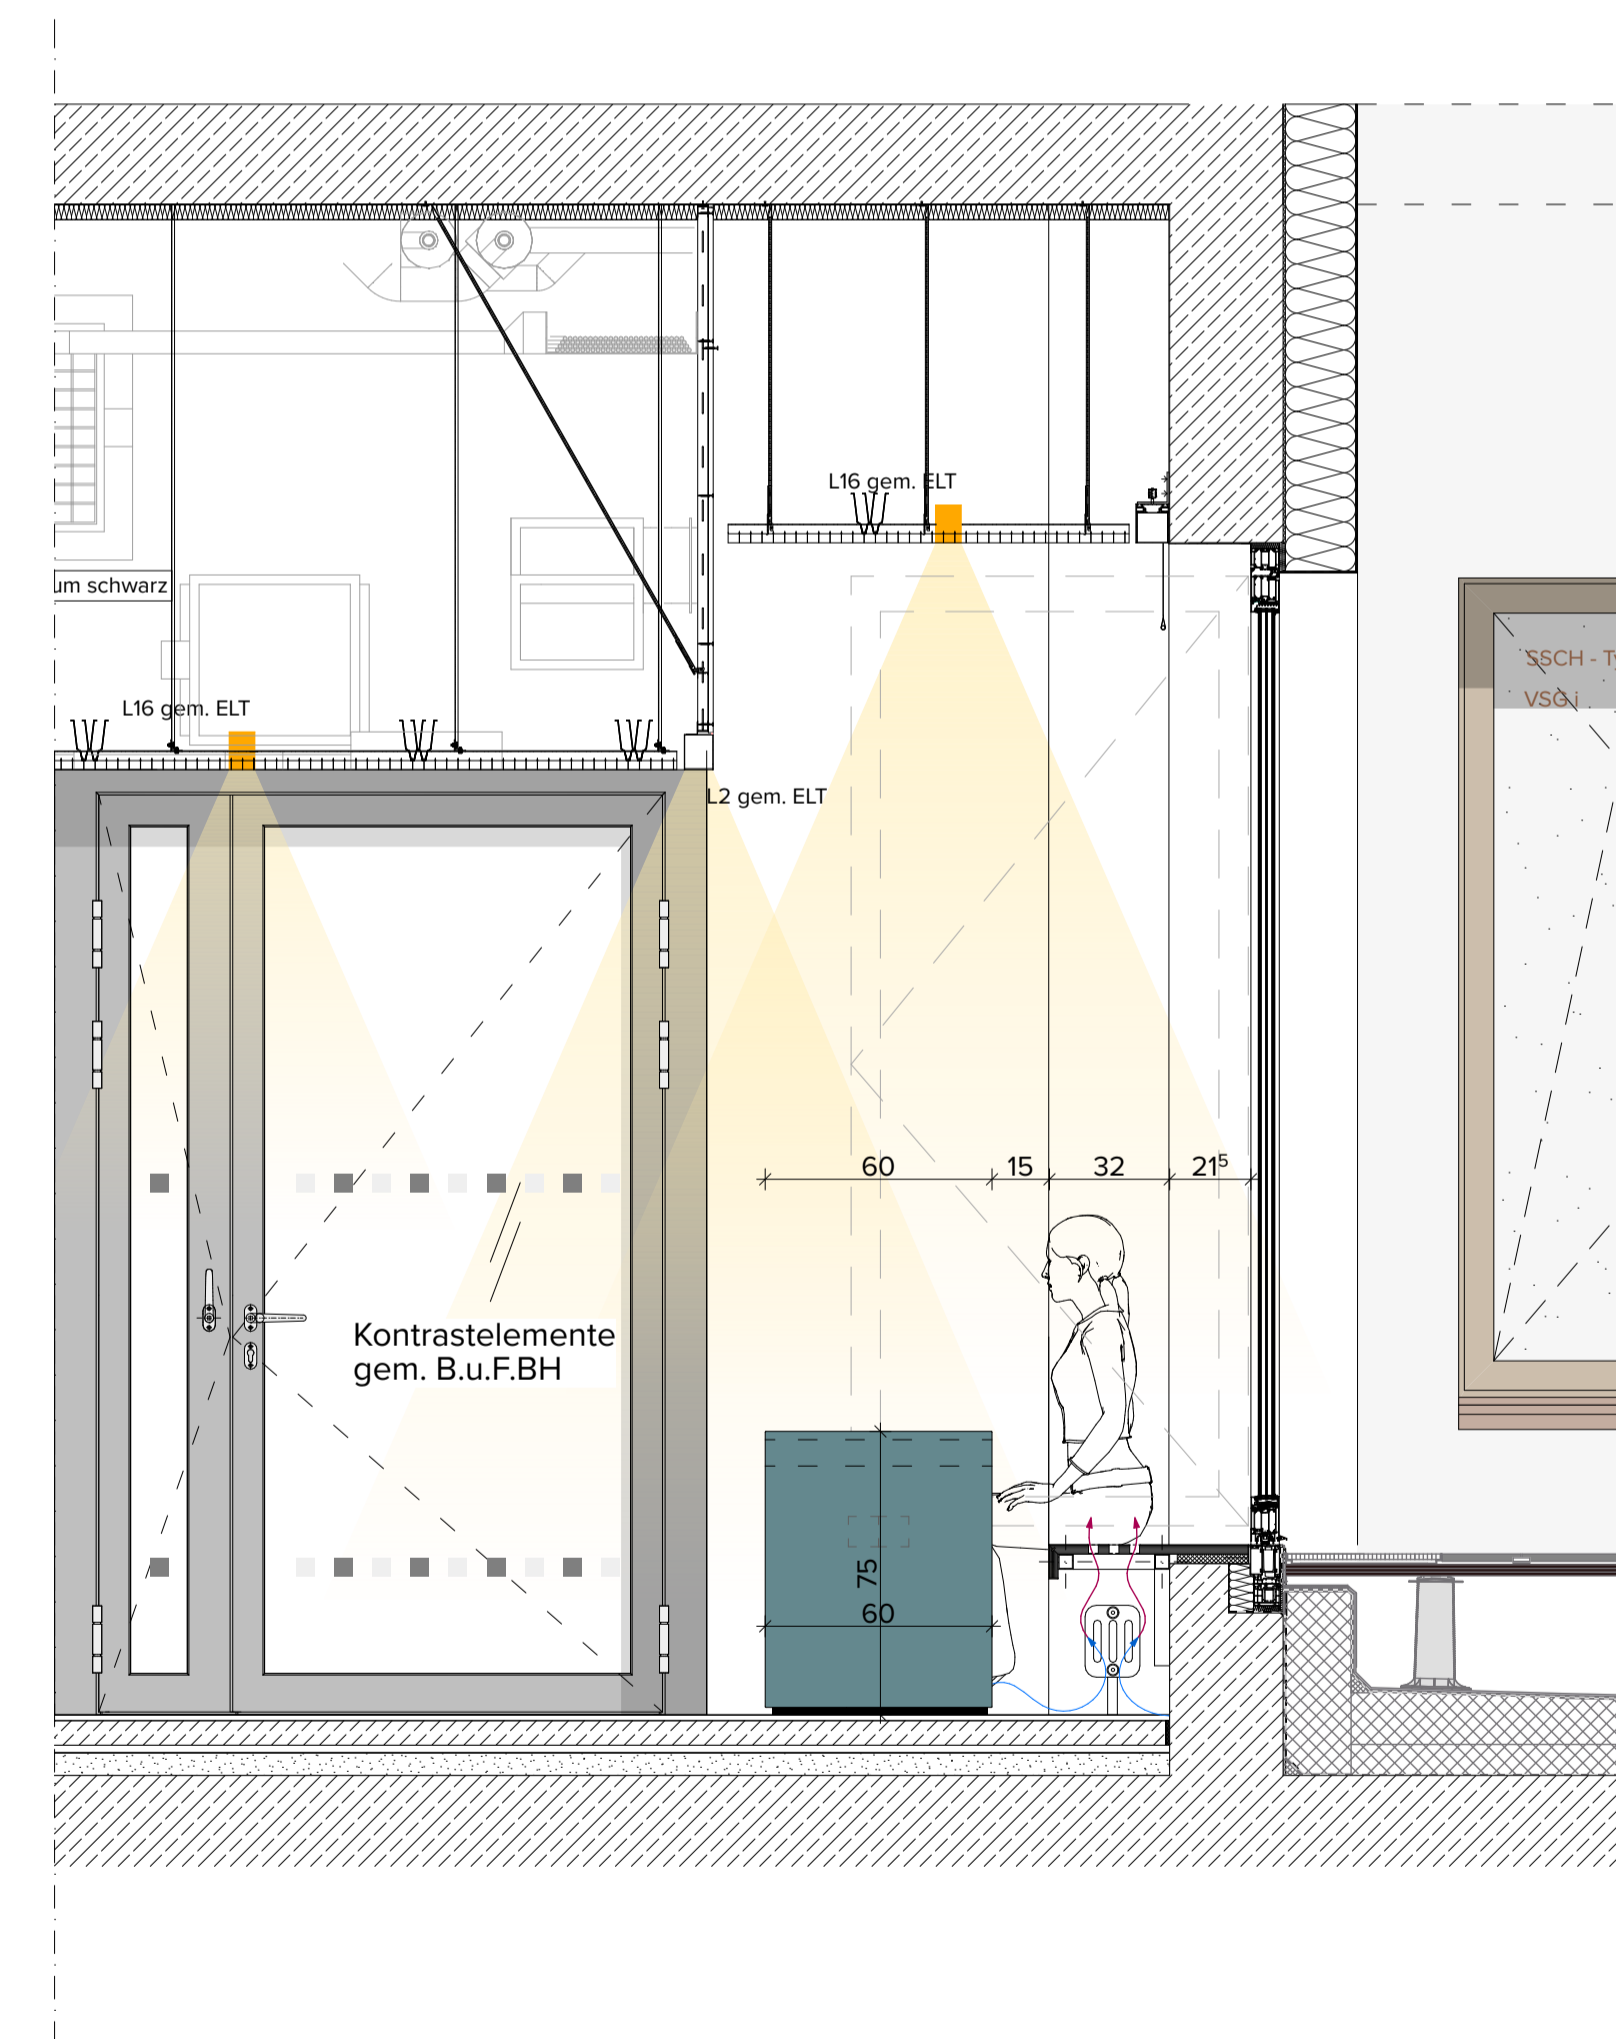 L16 gem. ELT
um schwarz
SSCH - Ty
VSG i
L16 gem. ELT
L2 gem. ELT
60 15 32 21⁵
Kontrastelemente
gem. B.u.F.BH
75
60